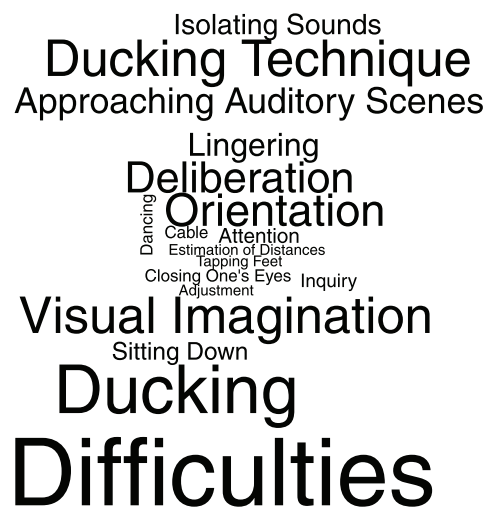 Isolating Sounds
Ducking Technique
Approaching Auditory Scenes
Lingering
Deliberation
Dancing
Orientation
Cable Attention
Estimation of Distances
Tapping Feet
Closing One's Eyes Inquiry
Adjustment
Visual Imagination
Sitting Down
Ducking
Difficulties